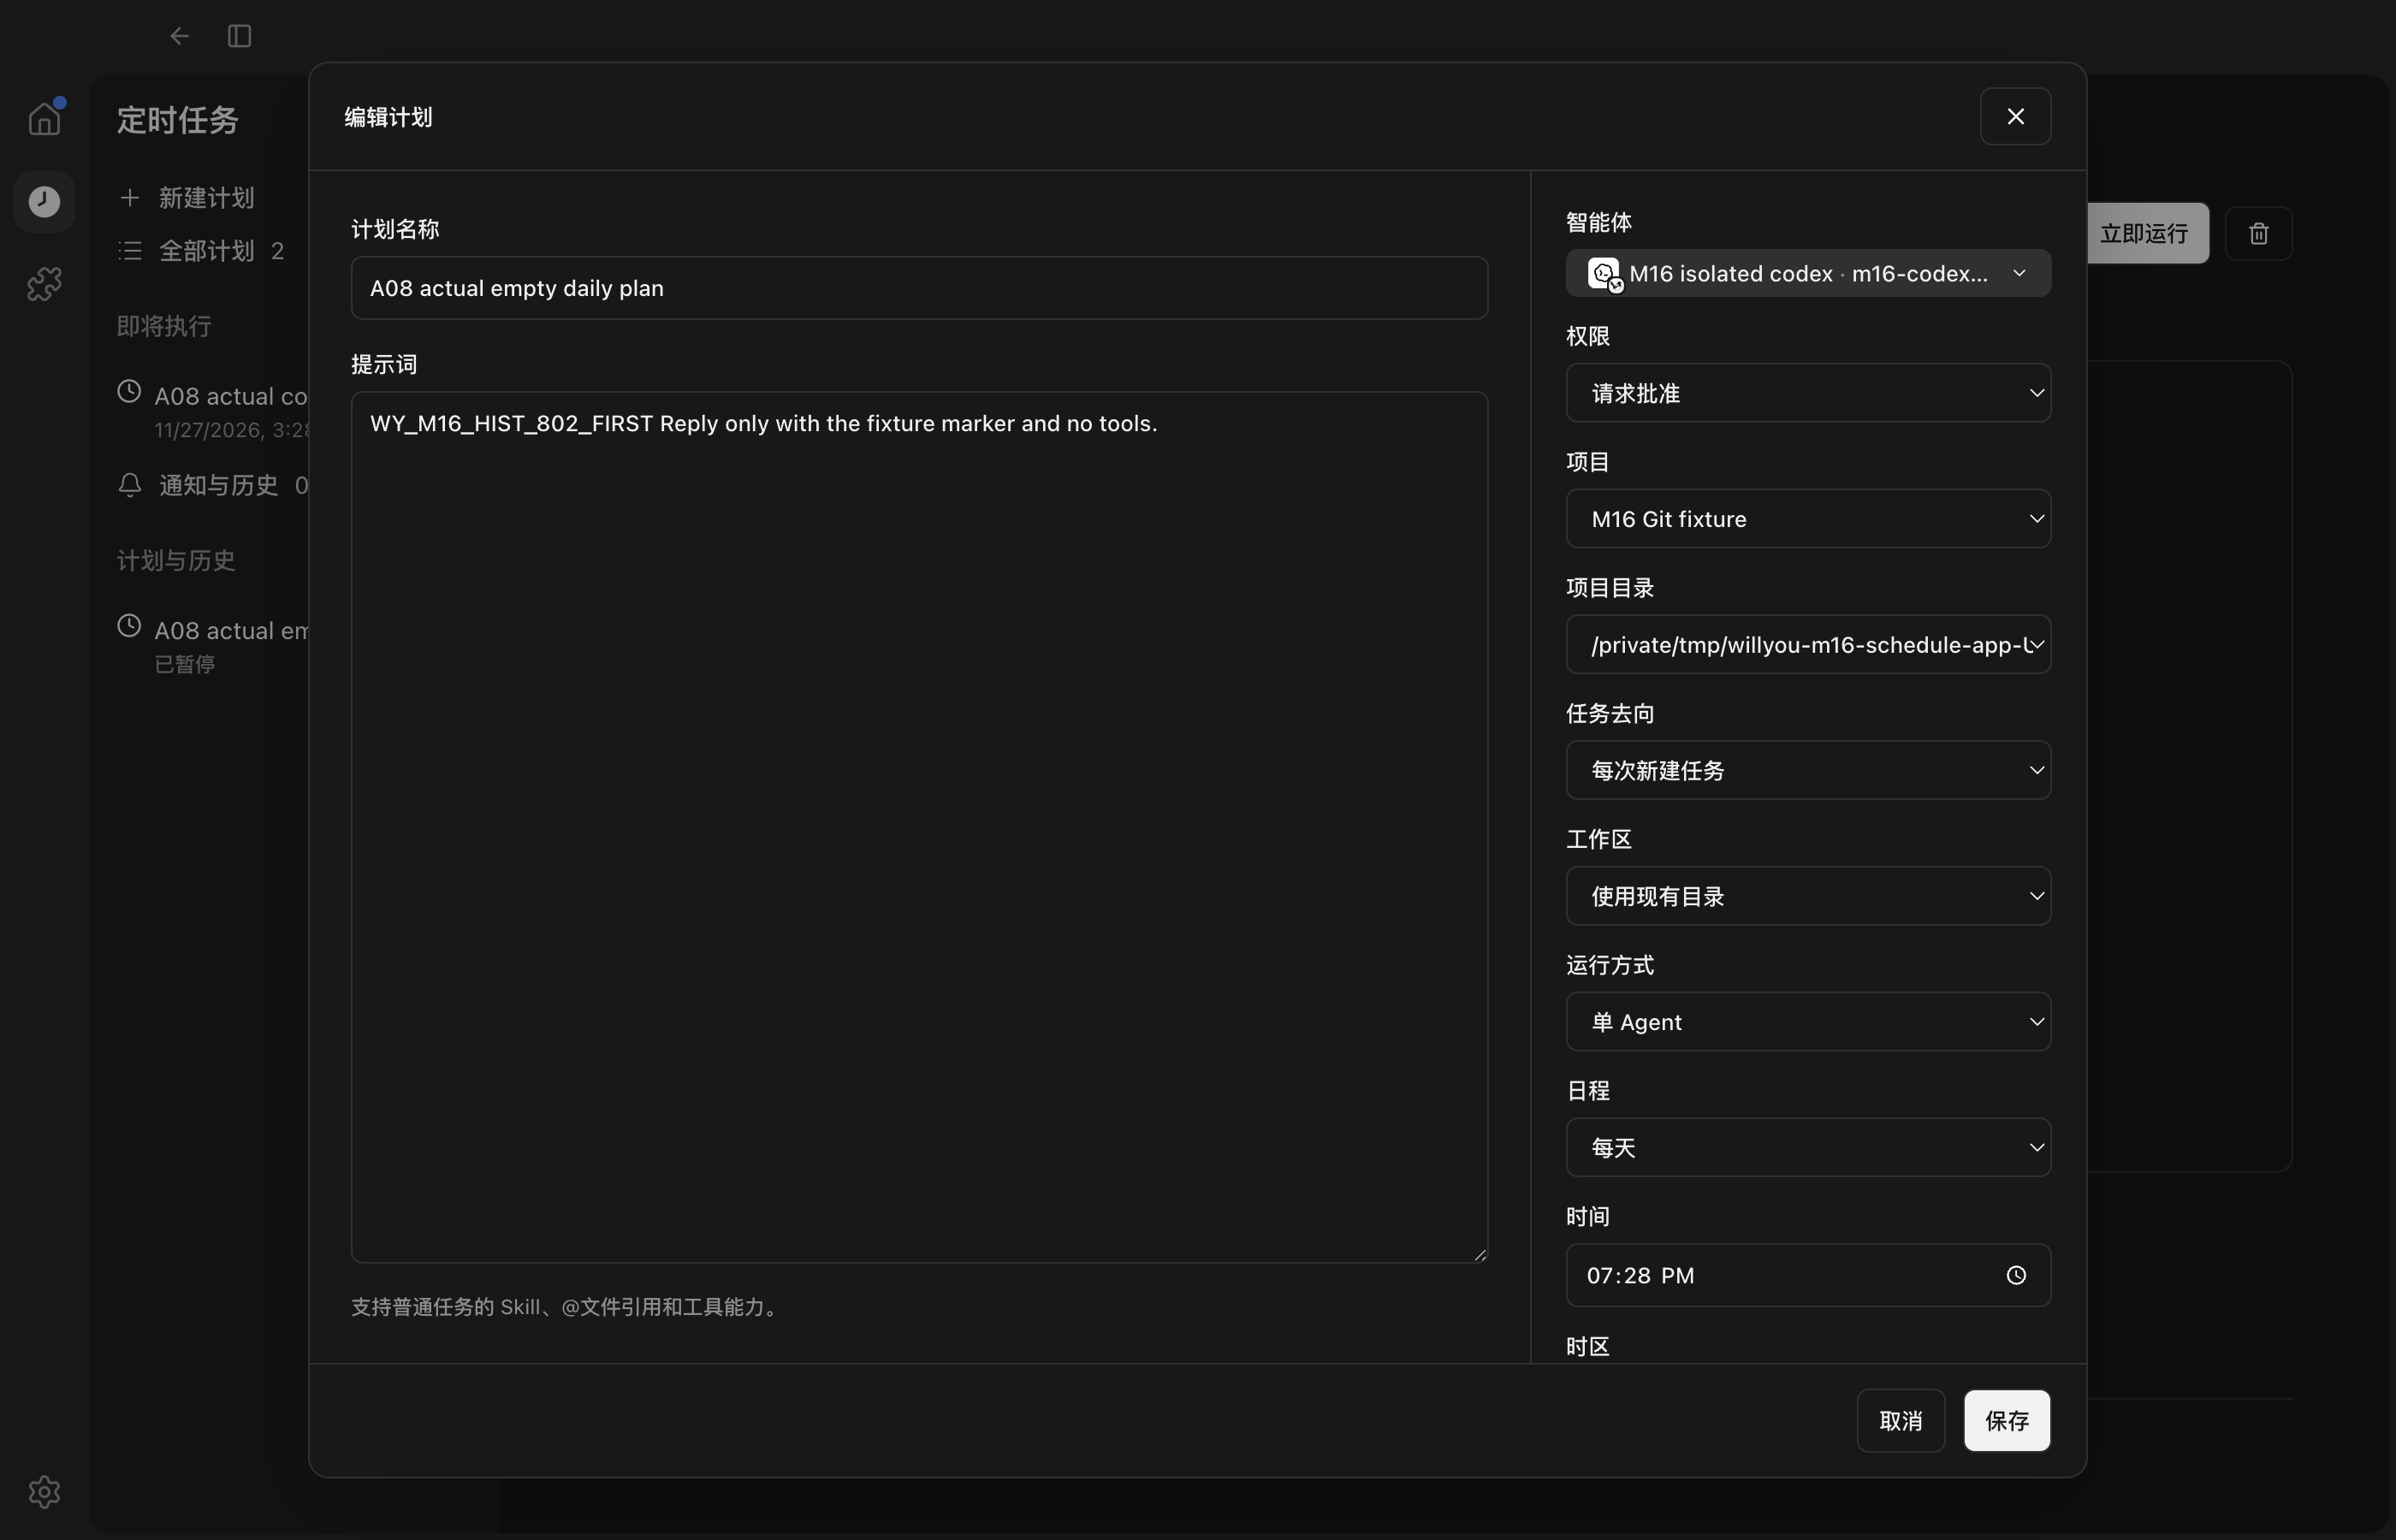 定时任务
新建计划
全部计划 2
即将执行
A08 actual co
11/27/2026, 3:28
通知与历史 0
计划与历史
A08 actual em
已暂停
立即运行
编辑计划
计划名称
A08 actual empty daily plan
提示词
WY_M16_HIST_802_FIRST Reply only with the fixture marker and no tools.
支持普通任务的 Skill、@文件引用和工具能力。
智能体
M16 isolated codex · m16-codex...
权限
请求批准
项目
M16 Git fixture
项目目录
/private/tmp/willyou-m16-schedule-app-
任务去向
每次新建任务
工作区
使用现有目录
运行方式
单 Agent
日程
每天
时间
07:28 PM
时区
取消
保存